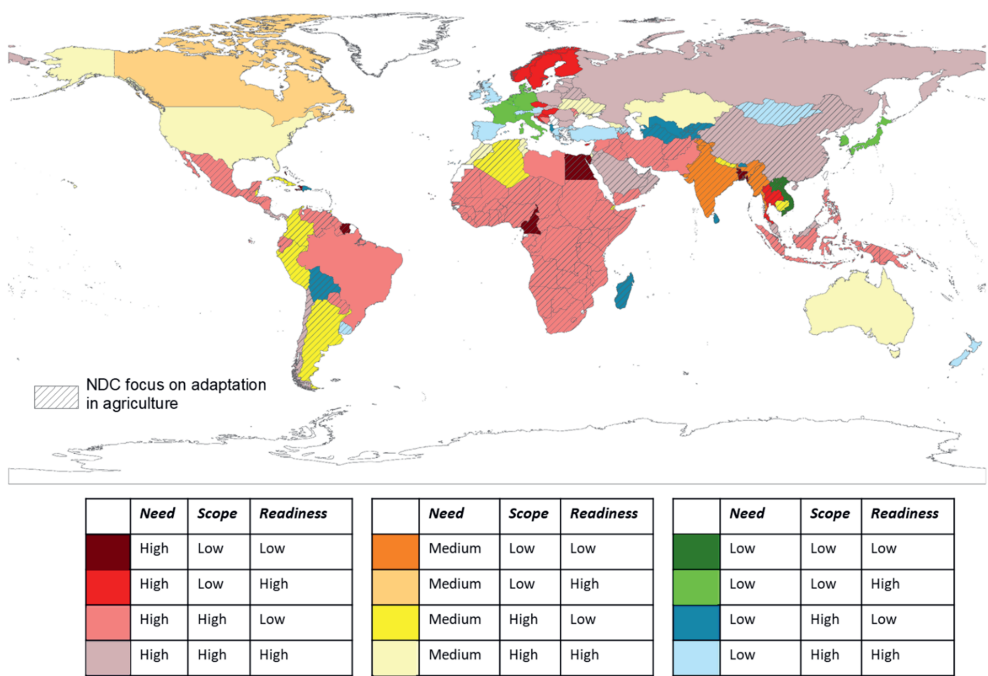 NDC focus on adaptation
in agriculture
Need Scope Readiness
High Low Low
High Low High
High High Low
High High High
Need Scope Readiness
Medium Low Low
Medium Low High
Medium High Low
Medium High High
Need Scope Readiness
Low Low Low
Low Low High
Low High Low
Low High High